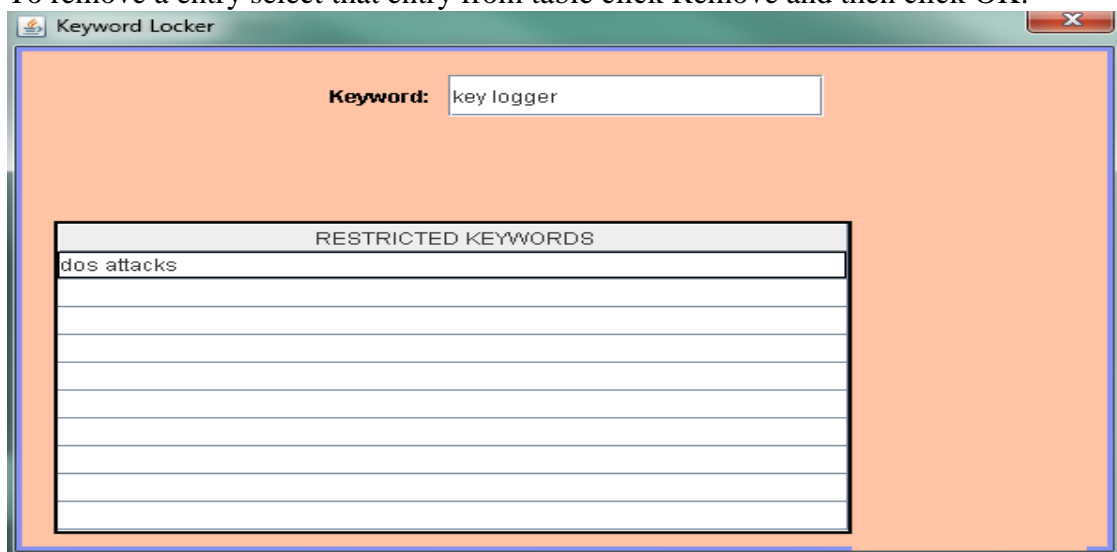 To remove a entry select that entry from table click Remove and then click OK.
Keyword Locker
Keyword: key logger
RESTRICTED KEYWORDS
dos attacks